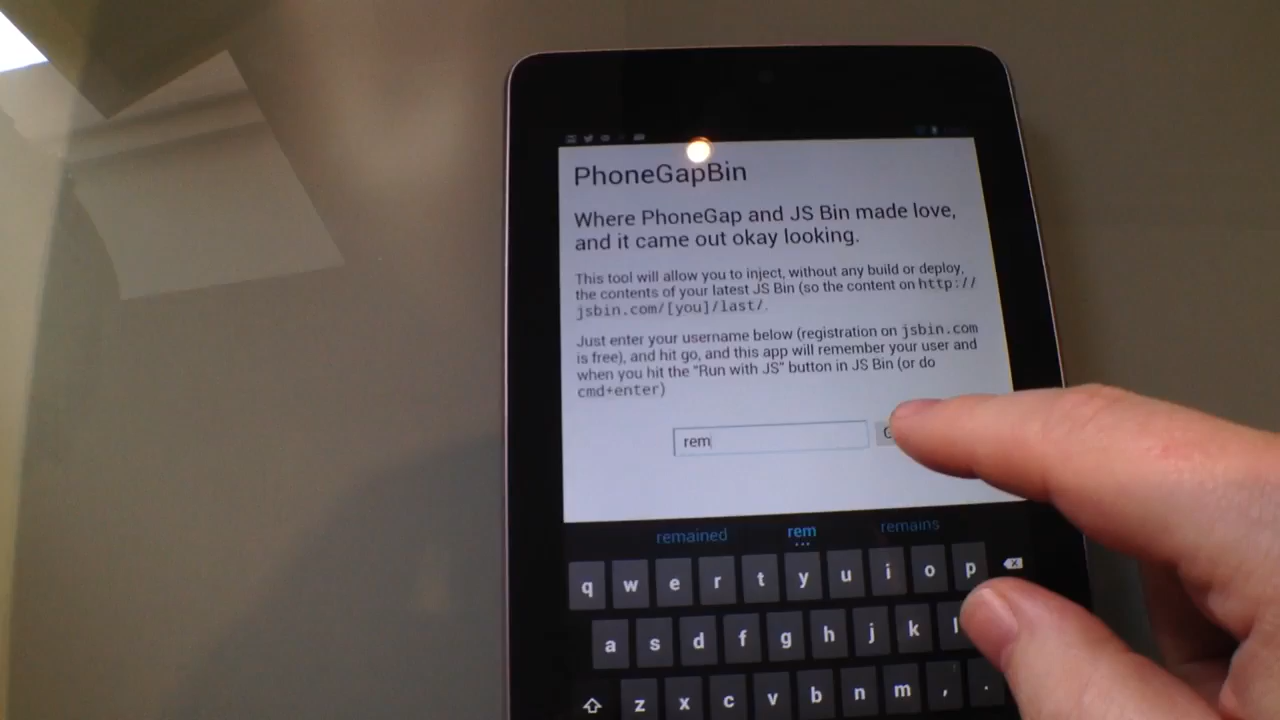 PhoneGapBin
Where PhoneGap and JS Bin made love,
and it came out okay looking.
This tool will allow you to inject, without any build or deploy,
the contents of your latest JS Bin (so the content on http://
jsbin.com/[you]/last/.
Just enter your username below (registration on jsbin.com
is free), and hit go, and this app will remember your user and
when you hit the "Run with JS" button in JS Bin (or do
cmd+enter)
rem
remained rem remains
q w e r t y u i o p
a s d f g h j k l
z x c v b n m , .